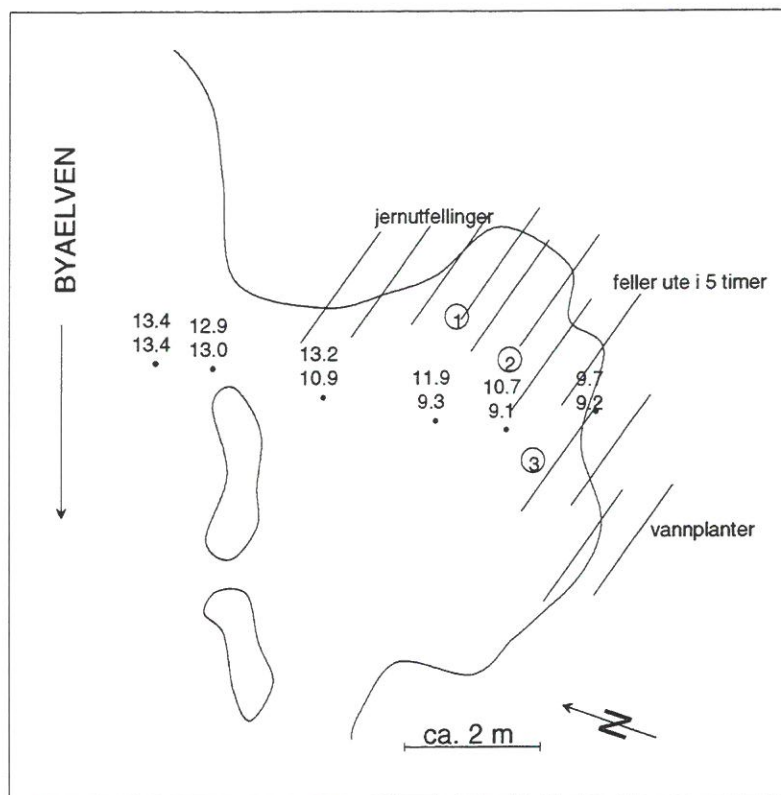 BYAELVEN
jernutfellinger
feller ute i 5 timer
13.4
13.4
12.9
13.0
13.2
10.9
11.9
9.3
10.7
9.1
9.7
9.2
1
2
3
vannplanter
ca. 2 m
N